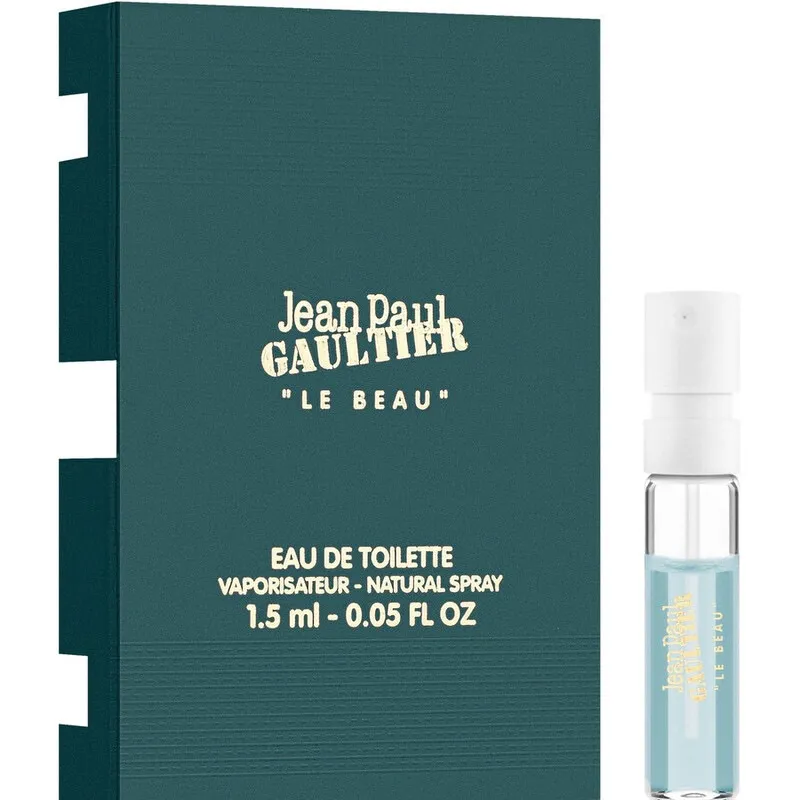 Jean Paul
GAULTIER
"LE BEAU"
EAU DE TOILETTE
VAPORISATEUR - NATURAL SPRAY
1.5 ml - 0.05 FL OZ
Jean Paul
GAULTIER
"LE BEAU"